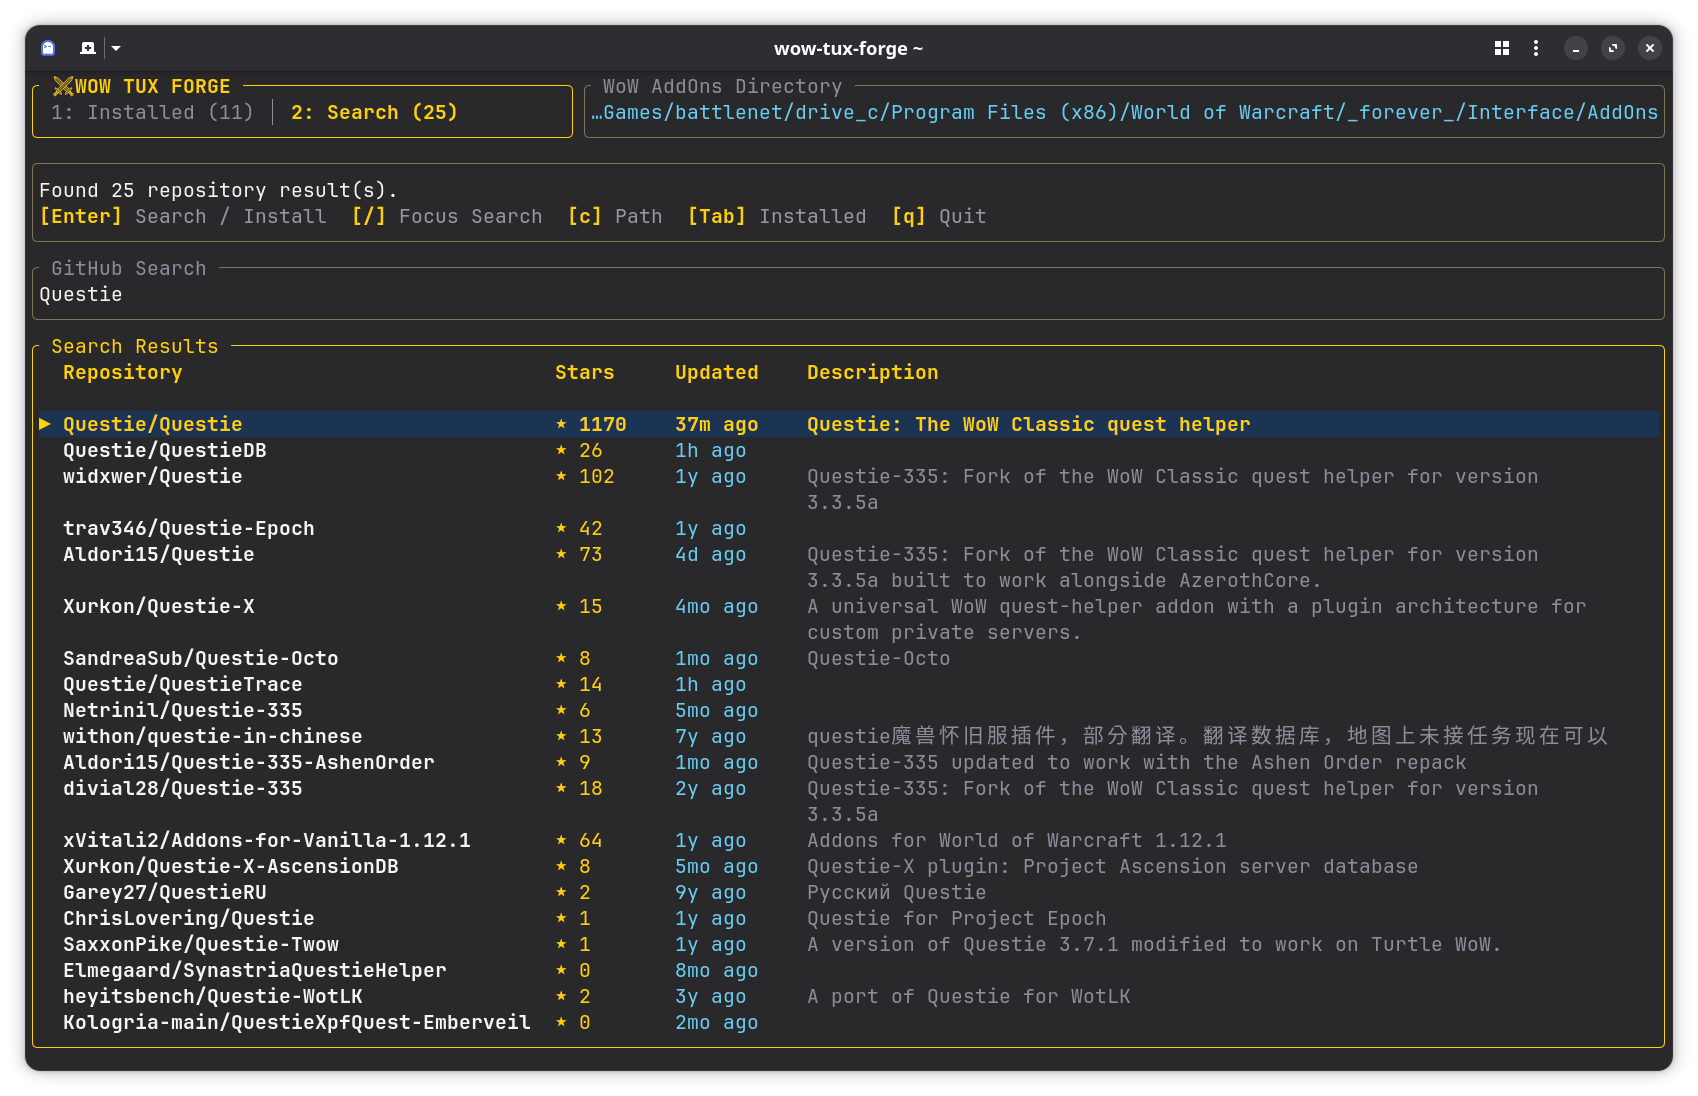 wow-tux-forge ~
WOW TUX FORGE
1: Installed (11) │ 2: Search (25)
WoW AddOns Directory
…Games/battlenet/drive_c/Program Files (x86)/World of Warcraft/_forever_/Interface/AddOns
Found 25 repository result(s).
[Enter] Search / Install [/] Focus Search [c] Path [Tab] Installed [q] Quit
GitHub Search
Questie
Search Results
Repository Stars Updated Description
▶ Questie/Questie ★ 1170 37m ago Questie: The WoW Classic quest helper
Questie/QuestieDB ★ 26 1h ago
widxwer/Questie ★ 102 1y ago Questie-335: Fork of the WoW Classic quest helper for version
3.3.5a
trav346/Questie-Epoch ★ 42 1y ago
Aldori15/Questie ★ 73 4d ago Questie-335: Fork of the WoW Classic quest helper for version
3.3.5a built to work alongside AzerothCore.
Xurkon/Questie-X ★ 15 4mo ago A universal WoW quest-helper addon with a plugin architecture for
custom private servers.
SandreaSub/Questie-Octo ★ 8 1mo ago Questie-Octo
Questie/QuestieTrace ★ 14 1h ago
Netrinil/Questie-335 ★ 6 5mo ago
withon/questie-in-chinese ★ 13 7y ago questie魔兽怀旧服插件，部分翻译。翻译数据库，地图上未接任务现在可以
Aldori15/Questie-335-AshenOrder ★ 9 1mo ago Questie-335 updated to work with the Ashen Order repack
divial28/Questie-335 ★ 18 2y ago Questie-335: Fork of the WoW Classic quest helper for version
3.3.5a
xVitali2/Addons-for-Vanilla-1.12.1 ★ 64 1y ago Addons for World of Warcraft 1.12.1
Xurkon/Questie-X-AscensionDB ★ 8 5mo ago Questie-X plugin: Project Ascension server database
Garey27/QuestieRU ★ 2 9y ago Русский Questie
ChrisLovering/Questie ★ 1 1y ago Questie for Project Epoch
SaxxonPike/Questie-Twow ★ 1 1y ago A version of Questie 3.7.1 modified to work on Turtle WoW.
Elmegaard/SynastriaQuestieHelper ★ 0 8mo ago
heyitsbench/Questie-WotLK ★ 2 3y ago A port of Questie for WotLK
Kologria-main/QuestieXpfQuest-Emberveil ★ 0 2mo ago